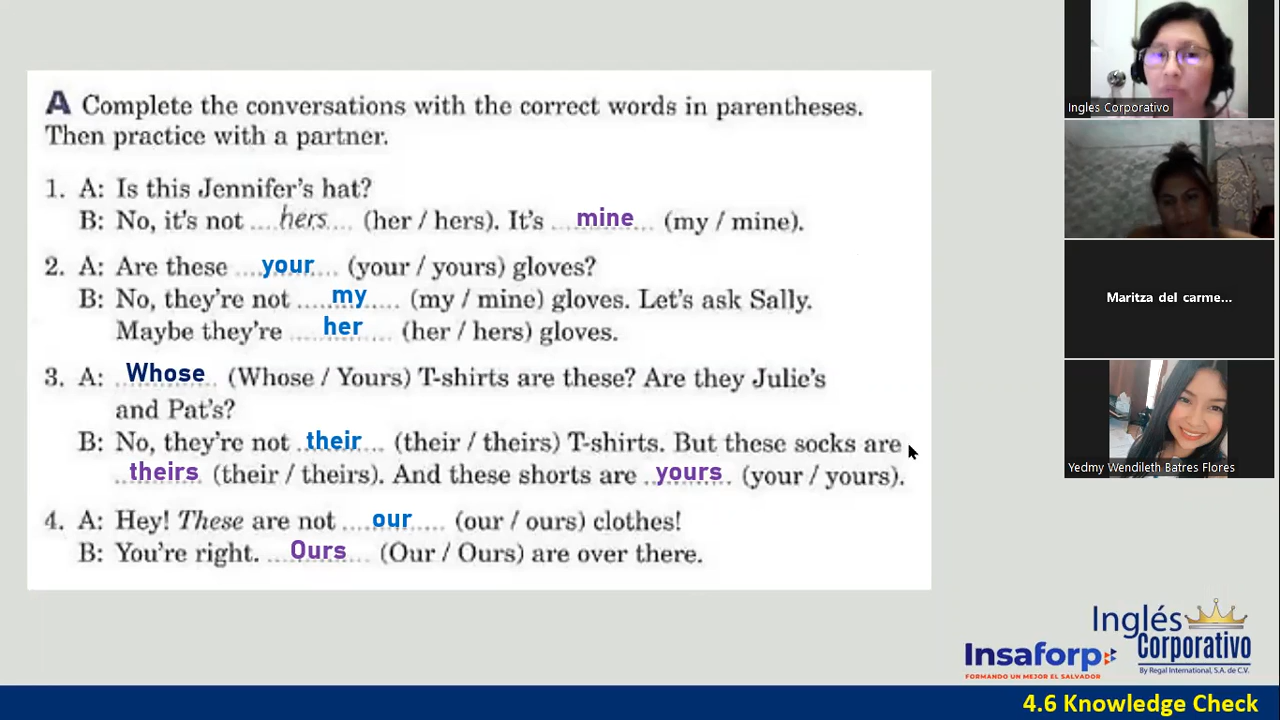 A Complete the conversations with the correct words in parentheses.
Then practice with a partner.
1. A: Is this Jennifer's hat?
B: No, it's not ....hers.... (her / hers). It's ...mine... (my / mine).
2. A: Are these ....your.... (your / yours) gloves?
B: No, they're not ....my.... (my / mine) gloves. Let's ask Sally.
Maybe they're ....her.... (her / hers) gloves.
3. A: ..Whose.. (Whose / Yours) T-shirts are these? Are they Julie's
and Pat's?
B: No, they're not ..their... (their / theirs) T-shirts. But these socks are
..theirs (their / theirs). And these shorts are ..yours.. (your / yours).
4. A: Hey! These are not ....our.... (our / ours) clothes!
B: You're right. ...Ours... (Our / Ours) are over there.
Inglés Corporativo
Maritza del carme...
Yedmy Wendileth Batres Flores
Inglés
Corporativo
By Regal International, S.A. de C.V.
Insaforp
FORMANDO UN MEJOR EL SALVADOR
4.6 Knowledge Check